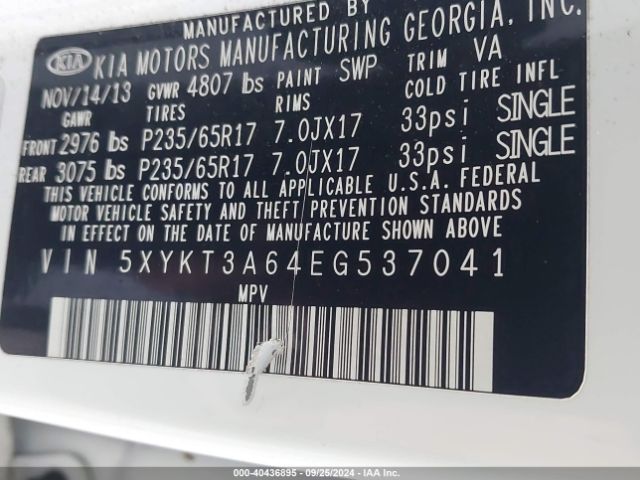 MANUFACTURED BY
KIA KIA MOTORS MANUFACTURING GEORGIA, INC.
NOV/14/13 GVWR 4807 lbs PAINT SWP TRIM VA
GAWR TIRES RIMS COLD TIRE INFL
FRONT 2976 lbs P235/65R17 7.0JX17 33psi SINGLE
REAR 3075 lbs P235/65R17 7.0JX17 33psi SINGLE
THIS VEHICLE CONFORMS TO ALL APPLICABLE U.S.A. FEDERAL
MOTOR VEHICLE SAFETY AND THEFT PREVENTION STANDARDS
IN EFFECT ON THE DATE OF MANUFACTURE SHOWN ABOVE
VIN 5XYKT3A64EG537041
MPV
000-40436895 - 09/25/2024 - IAA Inc.